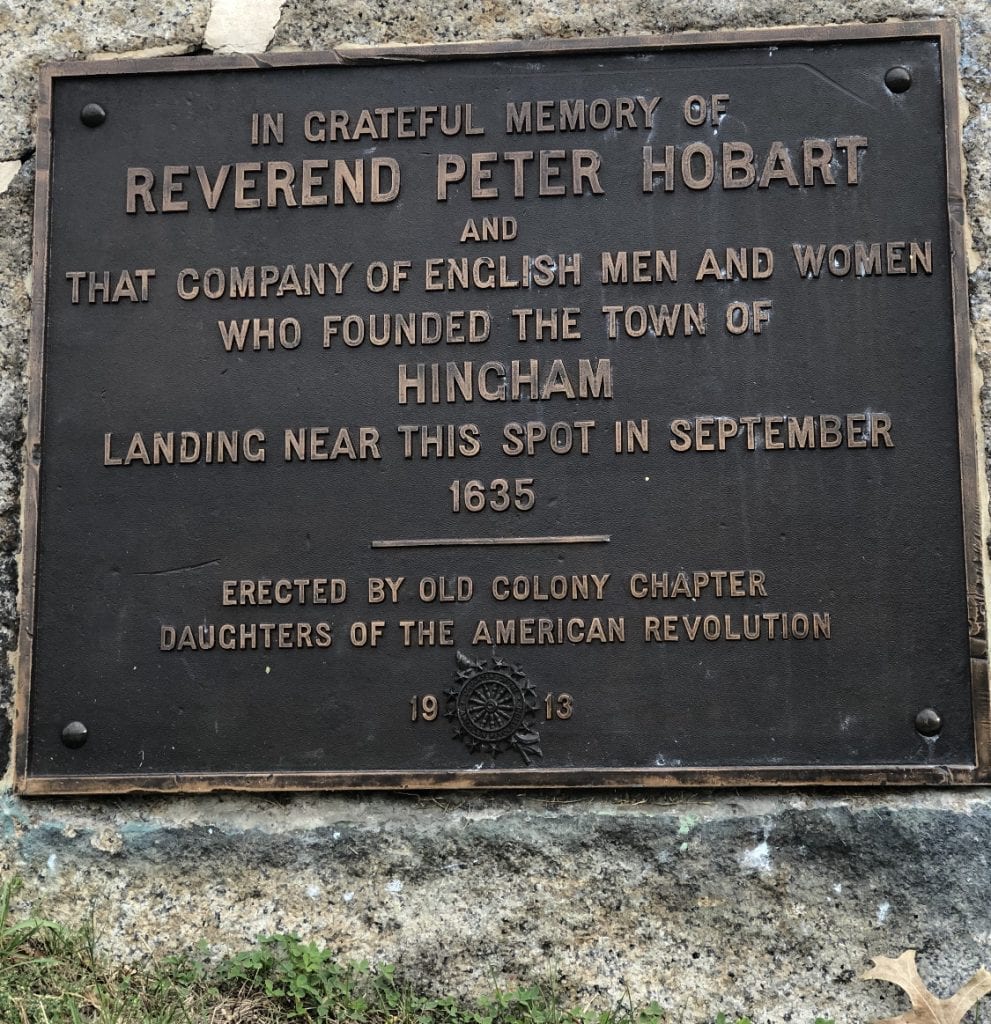 IN GRATEFUL MEMORY OF
REVEREND PETER HOBART
AND
THAT COMPANY OF ENGLISH MEN AND WOMEN
WHO FOUNDED THE TOWN OF
HINGHAM
LANDING NEAR THIS SPOT IN SEPTEMBER
1635
ERECTED BY OLD COLONY CHAPTER
DAUGHTERS OF THE AMERICAN REVOLUTION
19 13